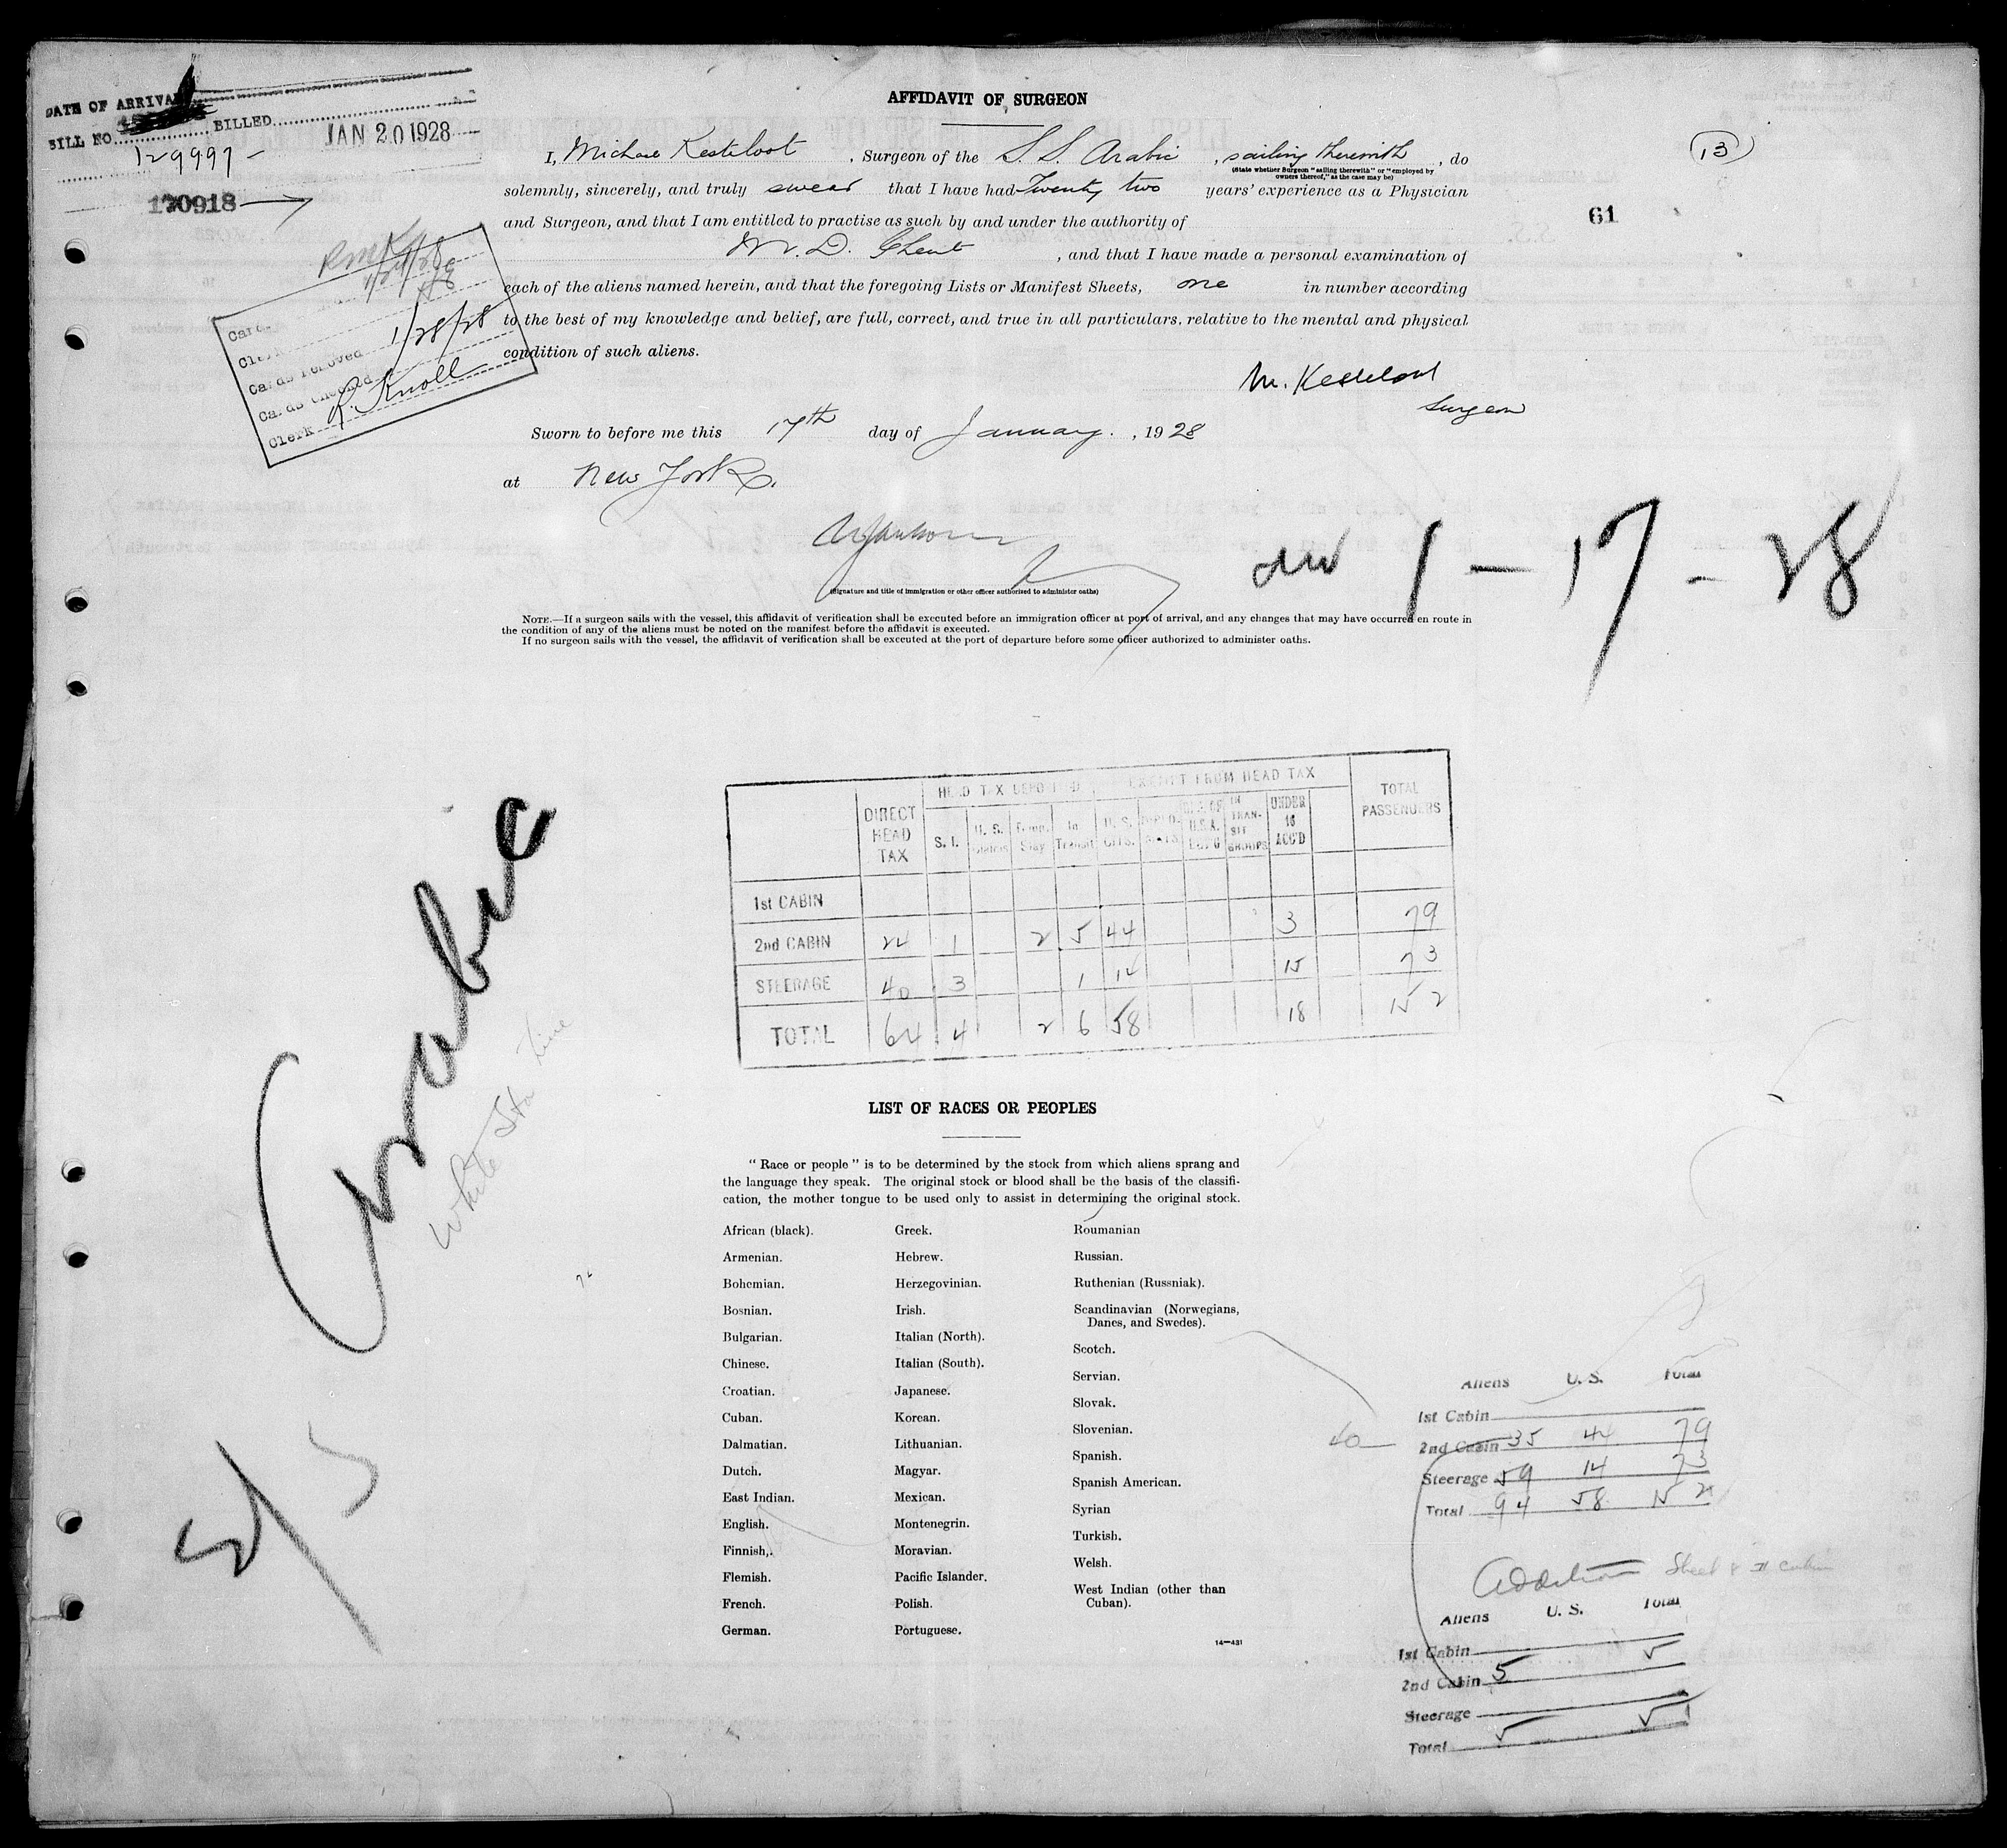 DATE OF ARRIVAL
BILL NO. BILLED JAN 20 1928
129997 -
170918
1/28/28
Cards removed
Cards checked
Clerk R. Knoll
13
61
AFFIDAVIT OF SURGEON
I, Michael Kesteloot, Surgeon of the S.S. Arabic, sailing therewith, do
(State whether Surgeon "sailing therewith" or "employed by
owners thereof," as the case may be)
solemnly, sincerely, and truly swear that I have had Twenty two years' experience as a Physician
and Surgeon, and that I am entitled to practise as such by and under the authority of
M.D. Ghent, and that I have made a personal examination of
each of the aliens named herein, and that the foregoing Lists or Manifest Sheets, one in number according
to the best of my knowledge and belief, are full, correct, and true in all particulars, relative to the mental and physical
condition of such aliens.
M. Kesteloot
Surgeon
Sworn to before me this 17th day of January, 1928
at New York.
(Signature and title of immigration or other officer authorized to administer oaths)
1 - 17 - 28
NOTE.—If a surgeon sails with the vessel, this affidavit of verification shall be executed before an immigration officer at port of arrival, and any changes that may have occurred en route in
the condition of any of the aliens must be noted on the manifest before the affidavit is executed.
If no surgeon sails with the vessel, the affidavit of verification shall be executed at the port of departure before some officer authorized to administer oaths.
Arabic
White Star Line
HEAD TAX DEPOSITED EXEMPT FROM HEAD TAX
DIRECT HEAD TAX S. I. U. S. Temp. Stay In Transit U. S. CITS. U.S.A. IN TRANSIT GROUPS UNDER 16 ACC'D TOTAL PASSENGERS
1st CABIN
2nd CABIN 24 1 2 5 44 3 79
STEERAGE 40 3 1 14 15 73
TOTAL 64 4 2 6 58 18 152
LIST OF RACES OR PEOPLES
"Race or people" is to be determined by the stock from which aliens sprang and
the language they speak. The original stock or blood shall be the basis of the classifi-
cation, the mother tongue to be used only to assist in determining the original stock.
African (black).
Armenian.
Bohemian.
Bosnian.
Bulgarian.
Chinese.
Croatian.
Cuban.
Dalmatian.
Dutch.
East Indian.
English.
Finnish,.
Flemish.
French.
German.
Greek.
Hebrew.
Herzegovinian.
Irish.
Italian (North).
Italian (South).
Japanese.
Korean.
Lithuanian.
Magyar.
Mexican.
Montenegrin.
Moravian.
Pacific Islander.
Polish.
Portuguese.
Roumanian
Russian.
Ruthenian (Russniak).
Scandinavian (Norwegians,
Danes, and Swedes).
Scotch.
Servian.
Slovak.
Slovenian.
Spanish.
Spanish American.
Syrian
Turkish.
Welsh.
West Indian (other than
Cuban).
14—431
Aliens U. S. Total
1st Cabin
40 2nd Cabin 35 44 79
Steerage 59 14 73
Total 94 58 152
Addition Sheet
Aliens U. S. Total
1st Cabin 5
2nd Cabin 5
Steerage
Total 5 5